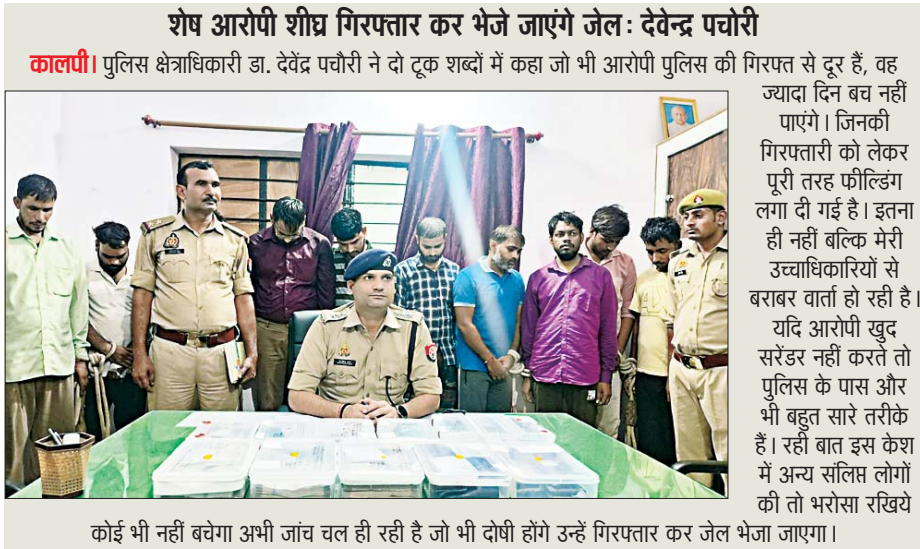 शेष आरोपी शीघ्र गिरफ्तार कर भेजे जाएंगे जेल: देवेन्द्र पचोरी
कालपी। पुलिस क्षेत्राधिकारी डा. देवेंद्र पचौरी ने दो टूक शब्दों में कहा जो भी आरोपी पुलिस की गिरफ्त से दूर हैं, वह
ज्यादा दिन बच नहीं
पाएंगे। जिनकी
गिरफ्तारी को लेकर
पूरी तरह फील्डिंग
लगा दी गई है। इतना
ही नहीं बल्कि मेरी
उच्चाधिकारियों से
बराबर वार्ता हो रही है।
यदि आरोपी खुद
सरेंडर नहीं करते तो
पुलिस के पास और
भी बहुत सारे तरीके
हैं। रही बात इस केश
में अन्य संलिप्त लोगों
की तो भरोसा रखिये
कोई भी नहीं बचेगा अभी जांच चल ही रही है जो भी दोषी होंगे उन्हें गिरफ्तार कर जेल भेजा जाएगा।